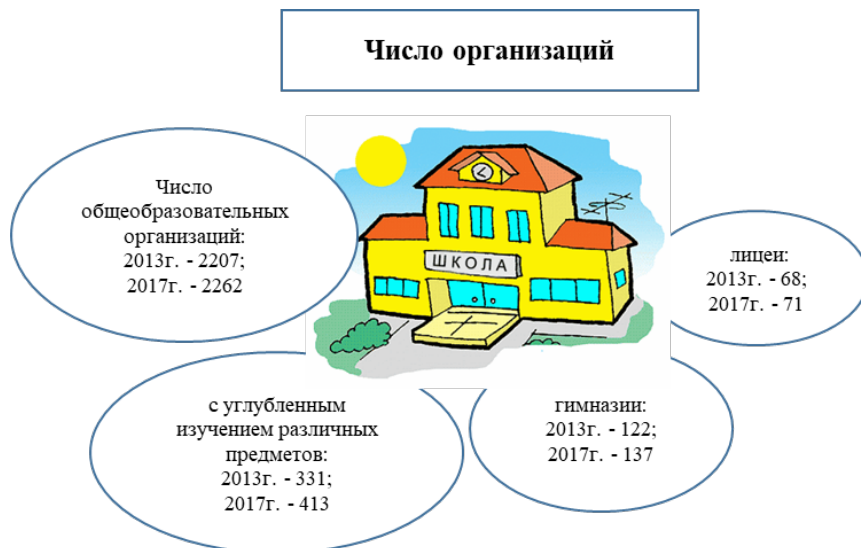 Число организаций
Число
общеобразовательных
организаций:
2013г. - 2207;
2017г. - 2262
ШКОЛА
лицеи:
2013г. - 68;
2017г. - 71
с углубленным
изучением различных
предметов:
2013г. - 331;
2017г. - 413
гимназии:
2013г. - 122;
2017г. - 137